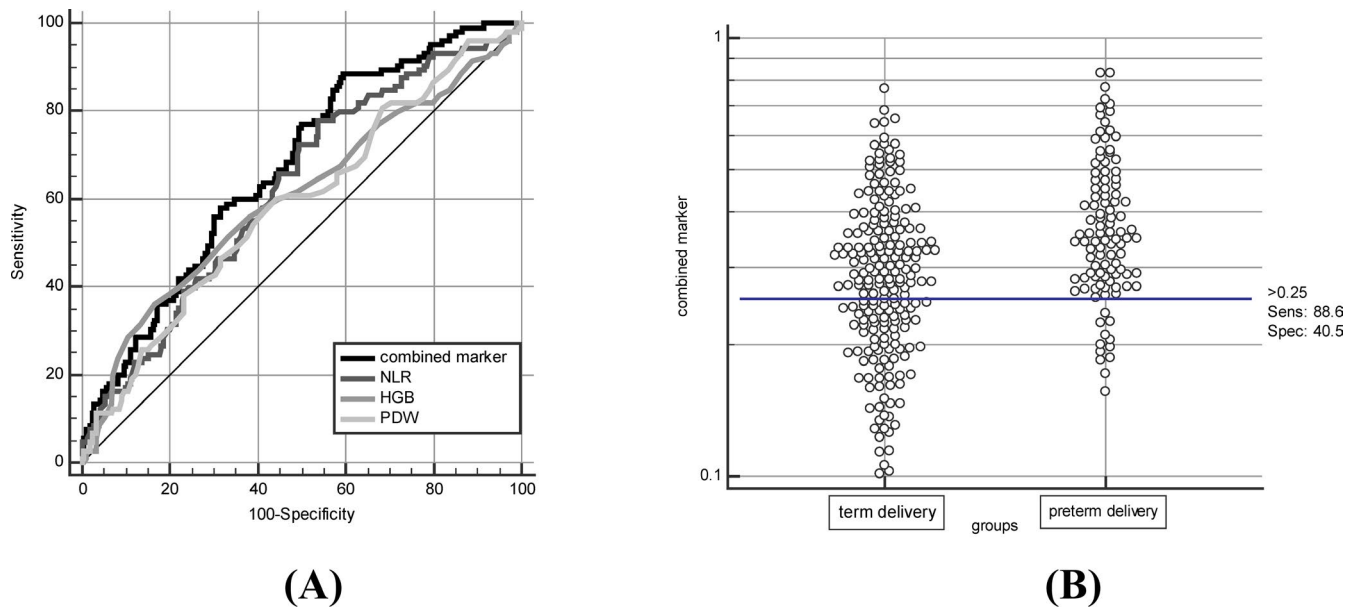 100
80
60
40
20
0
Sensitivity
combined marker
NLR
HGB
PDW
0 20 40 60 80 100
100-Specificity
(A)
1
0.1
combined marker
>0.25
Sens: 88.6
Spec: 40.5
term delivery
preterm delivery
groups
(B)